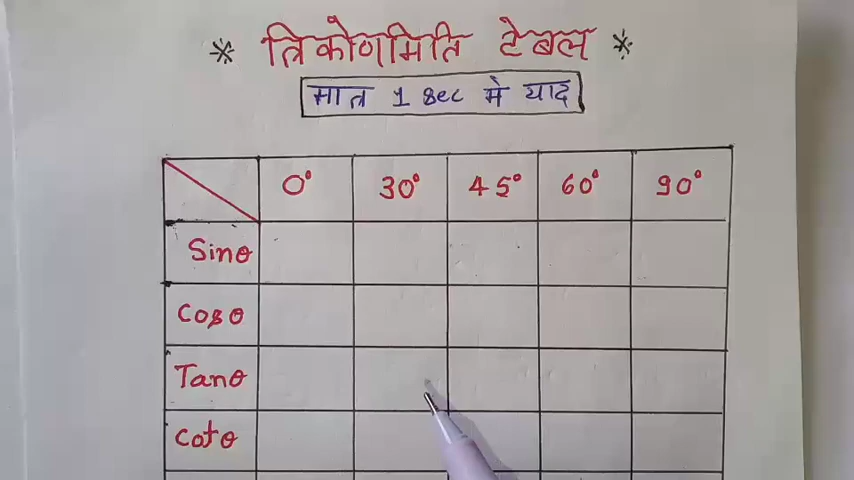 * त्रिकोणमिति टेबल *
मात्र 1 Sec मे याद
0° 30° 45° 60° 90°
Sinθ
Cosθ
Tanθ
Cotθ